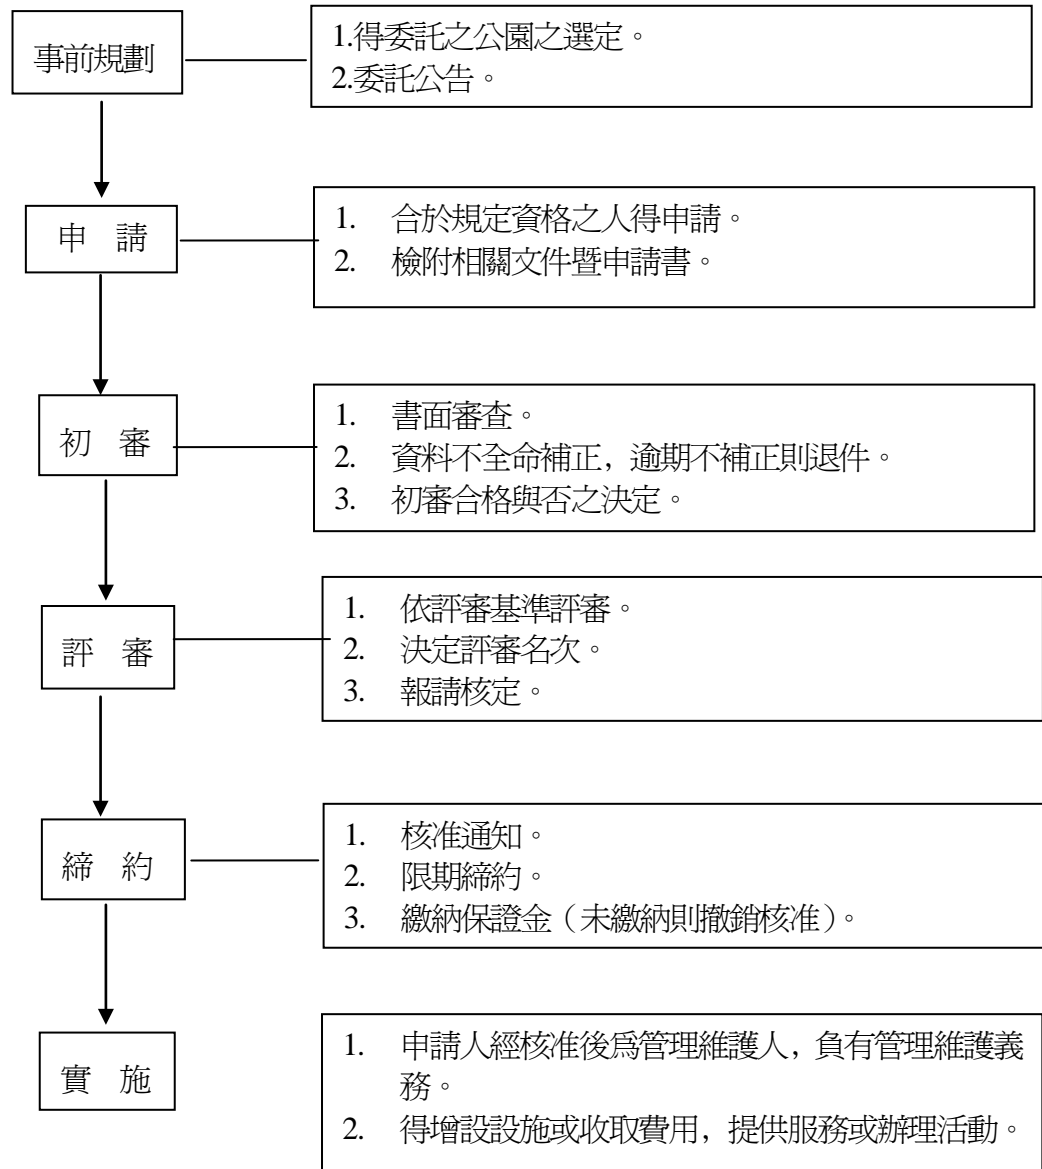 事前規劃
1.得委託之公園之選定。
2.委託公告。
申　請
1. 合於規定資格之人得申請。
2. 檢附相關文件暨申請書。
初　審
1. 書面審查。
2. 資料不全命補正，逾期不補正則退件。
3. 初審合格與否之決定。
評　審
1. 依評審基準評審。
2. 決定評審名次。
3. 報請核定。
締　約
1. 核准通知。
2. 限期締約。
3. 繳納保證金（未繳納則撤銷核准）。
實　施
1. 申請人經核准後為管理維護人，負有管理維護義
務。
2. 得增設設施或收取費用，提供服務或辦理活動。